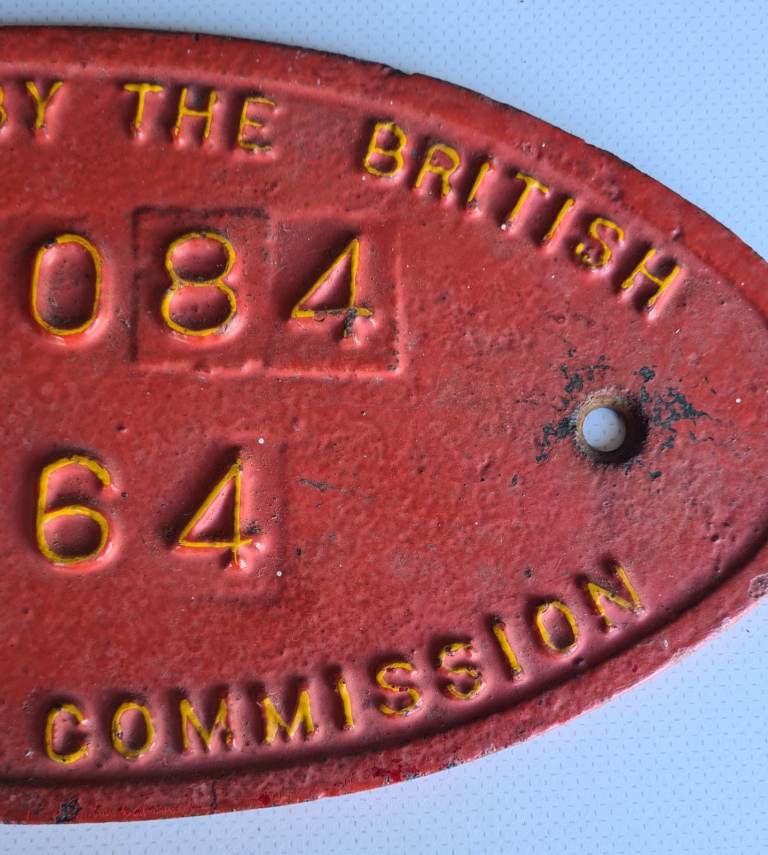 BY THE BRITISH
084
64
COMMISSION